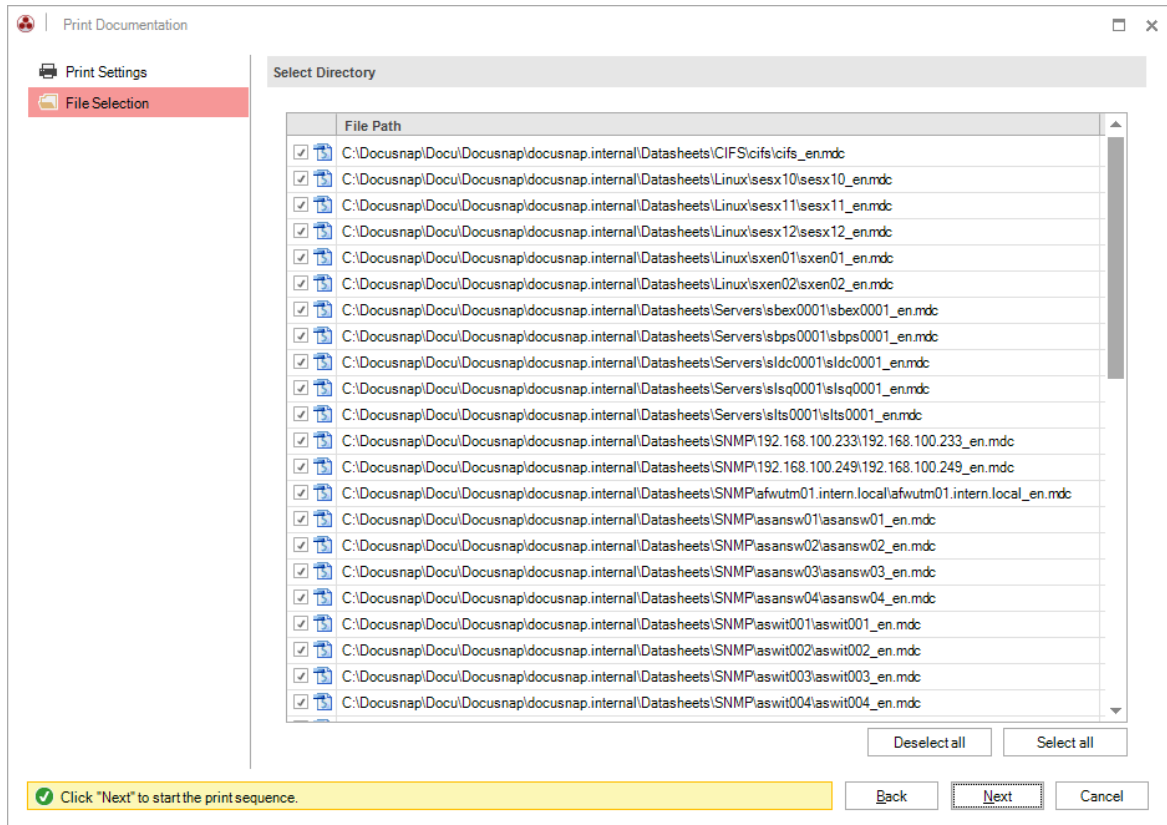 Print Documentation
Print Settings
File Selection
Select Directory
File Path
C:\Docusnap\Docu\Docusnap\docusnap.internal\Datasheets\CIFS\cifs\cifs_en.mdc
C:\Docusnap\Docu\Docusnap\docusnap.internal\Datasheets\Linux\sesx10\sesx10_en.mdc
C:\Docusnap\Docu\Docusnap\docusnap.internal\Datasheets\Linux\sesx11\sesx11_en.mdc
C:\Docusnap\Docu\Docusnap\docusnap.internal\Datasheets\Linux\sesx12\sesx12_en.mdc
C:\Docusnap\Docu\Docusnap\docusnap.internal\Datasheets\Linux\sxen01\sxen01_en.mdc
C:\Docusnap\Docu\Docusnap\docusnap.internal\Datasheets\Linux\sxen02\sxen02_en.mdc
C:\Docusnap\Docu\Docusnap\docusnap.internal\Datasheets\Servers\sbex0001\sbex0001_en.mdc
C:\Docusnap\Docu\Docusnap\docusnap.internal\Datasheets\Servers\sbps0001\sbps0001_en.mdc
C:\Docusnap\Docu\Docusnap\docusnap.internal\Datasheets\Servers\sldc0001\sldc0001_en.mdc
C:\Docusnap\Docu\Docusnap\docusnap.internal\Datasheets\Servers\slsq0001\slsq0001_en.mdc
C:\Docusnap\Docu\Docusnap\docusnap.internal\Datasheets\Servers\slts0001\slts0001_en.mdc
C:\Docusnap\Docu\Docusnap\docusnap.internal\Datasheets\SNMP\192.168.100.233\192.168.100.233_en.mdc
C:\Docusnap\Docu\Docusnap\docusnap.internal\Datasheets\SNMP\192.168.100.249\192.168.100.249_en.mdc
C:\Docusnap\Docu\Docusnap\docusnap.internal\Datasheets\SNMP\afwutm01.intern.local\afwutm01.intern.local_en.mdc
C:\Docusnap\Docu\Docusnap\docusnap.internal\Datasheets\SNMP\asansw01\asansw01_en.mdc
C:\Docusnap\Docu\Docusnap\docusnap.internal\Datasheets\SNMP\asansw02\asansw02_en.mdc
C:\Docusnap\Docu\Docusnap\docusnap.internal\Datasheets\SNMP\asansw03\asansw03_en.mdc
C:\Docusnap\Docu\Docusnap\docusnap.internal\Datasheets\SNMP\asansw04\asansw04_en.mdc
C:\Docusnap\Docu\Docusnap\docusnap.internal\Datasheets\SNMP\aswit001\aswit001_en.mdc
C:\Docusnap\Docu\Docusnap\docusnap.internal\Datasheets\SNMP\aswit002\aswit002_en.mdc
C:\Docusnap\Docu\Docusnap\docusnap.internal\Datasheets\SNMP\aswit003\aswit003_en.mdc
C:\Docusnap\Docu\Docusnap\docusnap.internal\Datasheets\SNMP\aswit004\aswit004_en.mdc
Deselect all Select all
Click "Next" to start the print sequence. Back Next Cancel